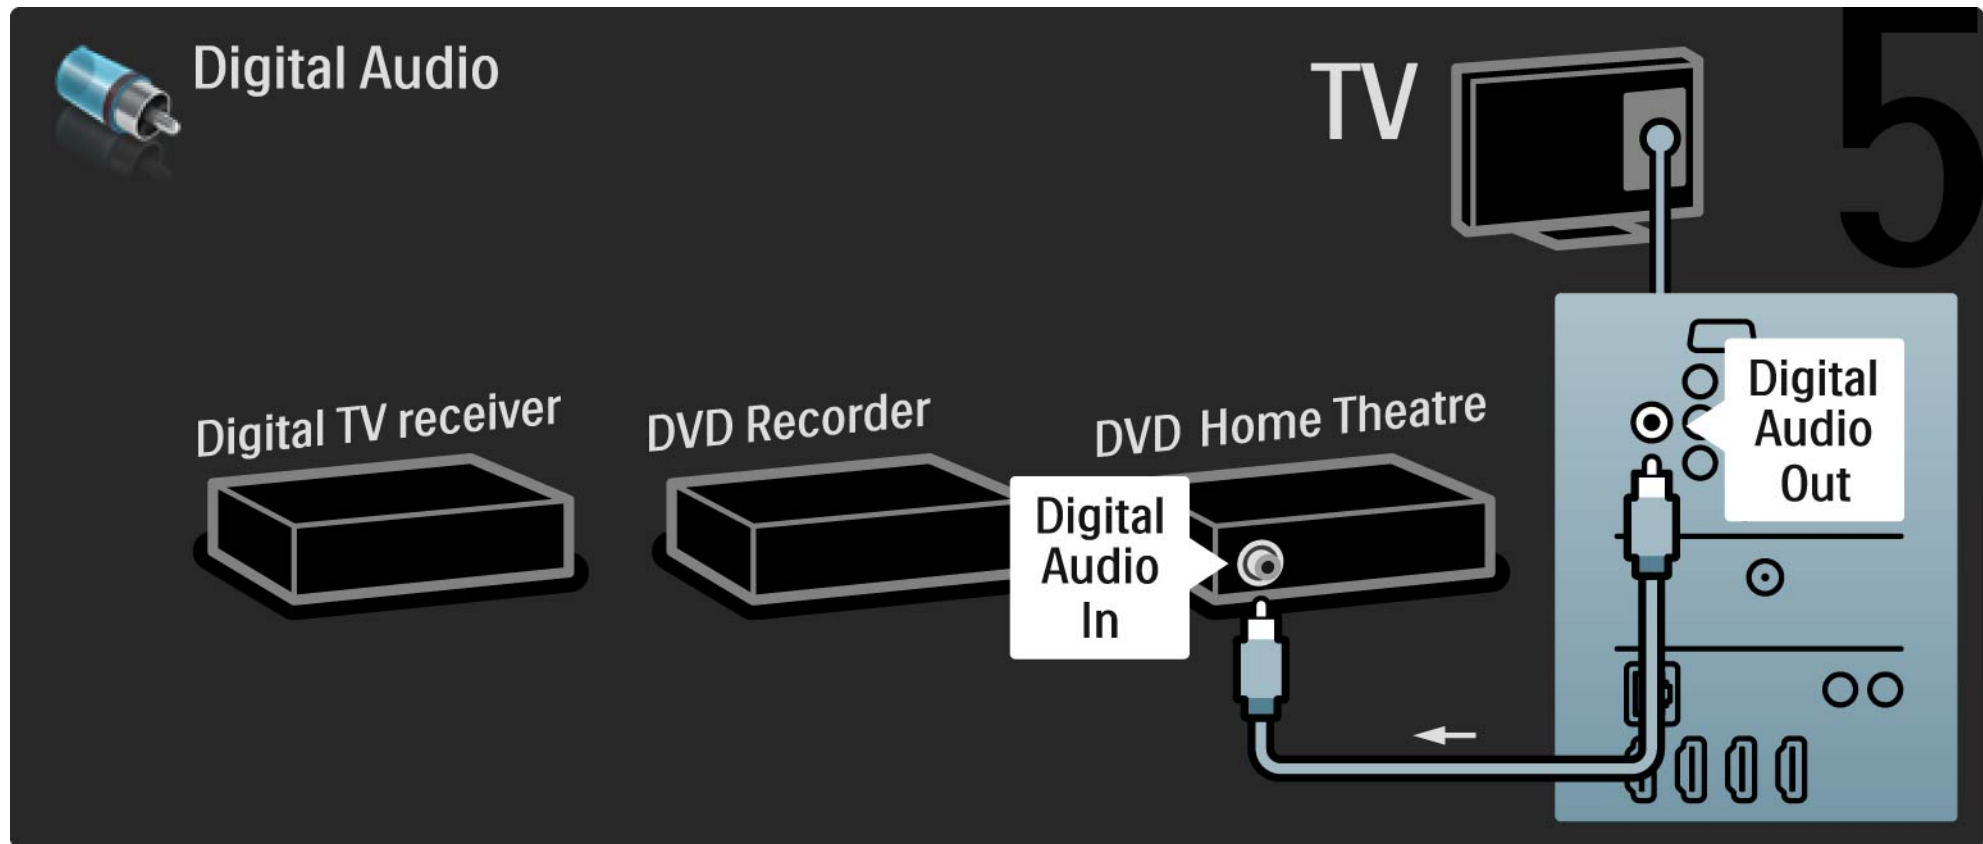 Digital Audio
TV
5
Digital TV receiver
DVD Recorder
DVD Home Theatre
Digital
Audio
In
Digital
Audio
Out